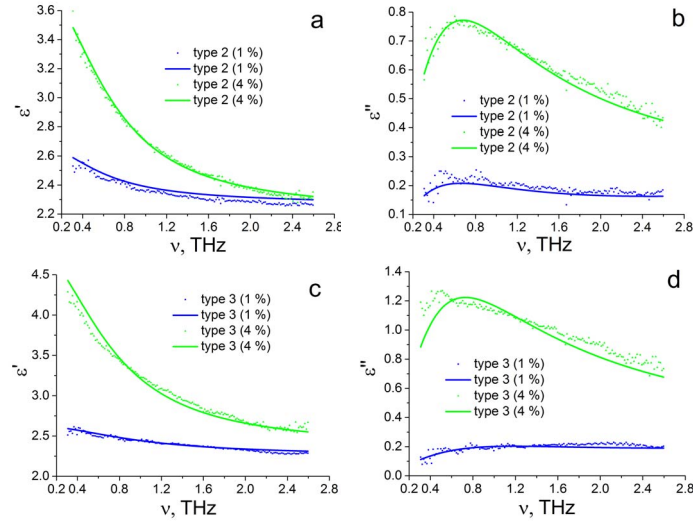 a
ε'
3.6
3.4
3.2
3.0
2.8
2.6
2.4
2.2
type 2 (1 %)
type 2 (1 %)
type 2 (4 %)
type 2 (4 %)
0.2 0.4 0.8 1.2 1.6 2.0 2.4 2.8
ν, THz
b
ε''
0.8
0.7
0.6
0.5
0.4
0.3
0.2
0.1
type 2 (1 %)
type 2 (1 %)
type 2 (4 %)
type 2 (4 %)
0.2 0.4 0.8 1.2 1.6 2.0 2.4 2.8
ν, THz
c
ε'
4.5
4.0
3.5
3.0
2.5
2.0
type 3 (1 %)
type 3 (1 %)
type 3 (4 %)
type 3 (4 %)
0.2 0.4 0.8 1.2 1.6 2.0 2.4 2.8
ν, THz
d
ε''
1.4
1.2
1.0
0.8
0.6
0.4
0.2
0.0
type 3 (1 %)
type 3 (1 %)
type 3 (4 %)
type 3 (4 %)
0.2 0.4 0.8 1.2 1.6 2.0 2.4 2.8
ν, THz